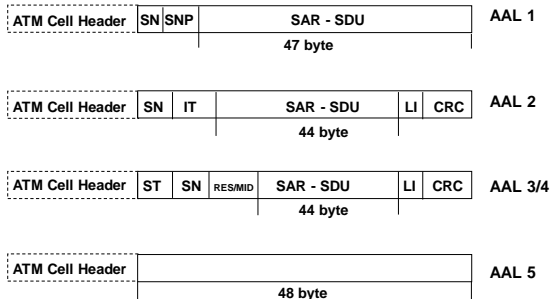 ATM Cell Header SN SNP SAR - SDU AAL 1
47 byte
ATM Cell Header SN IT SAR - SDU LI CRC AAL 2
44 byte
ATM Cell Header ST SN RES/MID SAR - SDU LI CRC AAL 3/4
44 byte
ATM Cell Header AAL 5
48 byte